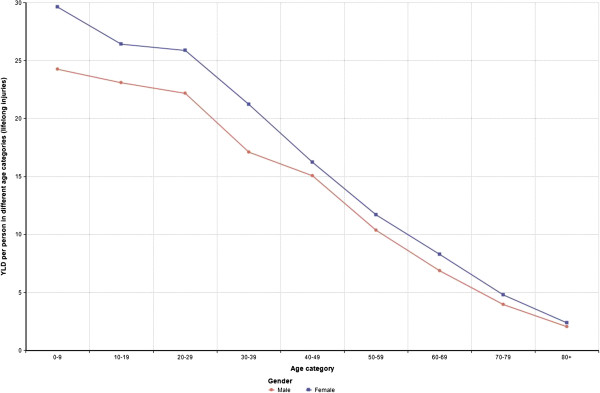 YLD per person in different age categories (lifelong injuries)
30
25
20
15
10
5
0
0-9 10-19 20-29 30-39 40-49 50-59 60-69 70-79 80+
Age category
Gender
Male Female